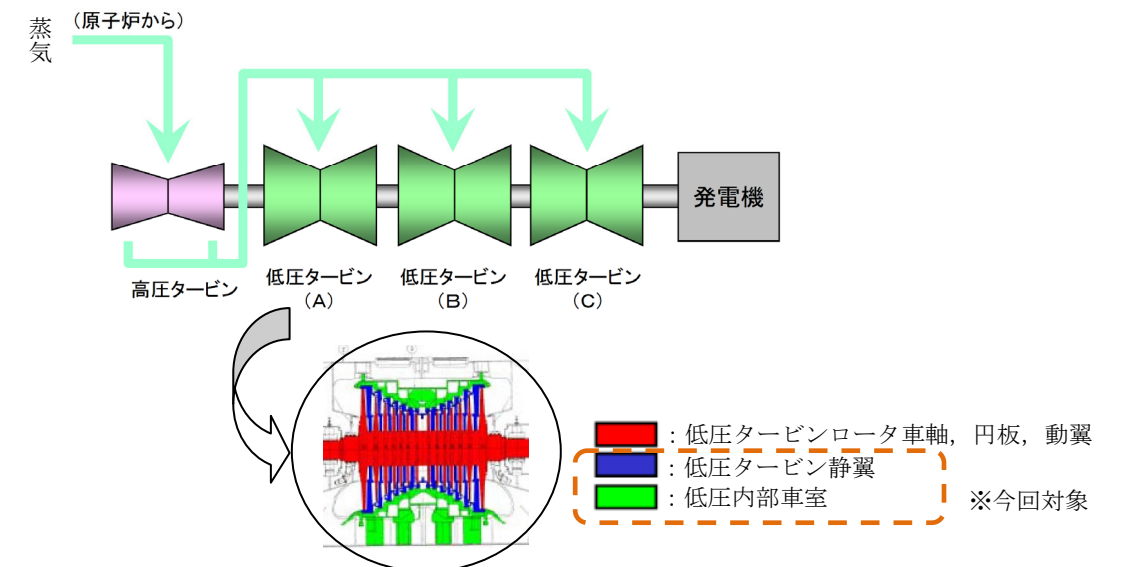 （原子炉から）
蒸気
発電機
高圧タービン
低圧タービン
（A）
低圧タービン
（B）
低圧タービン
（C）
：低圧タービンロータ車軸，円板，動翼
：低圧タービン静翼
：低圧内部車室
※今回対象